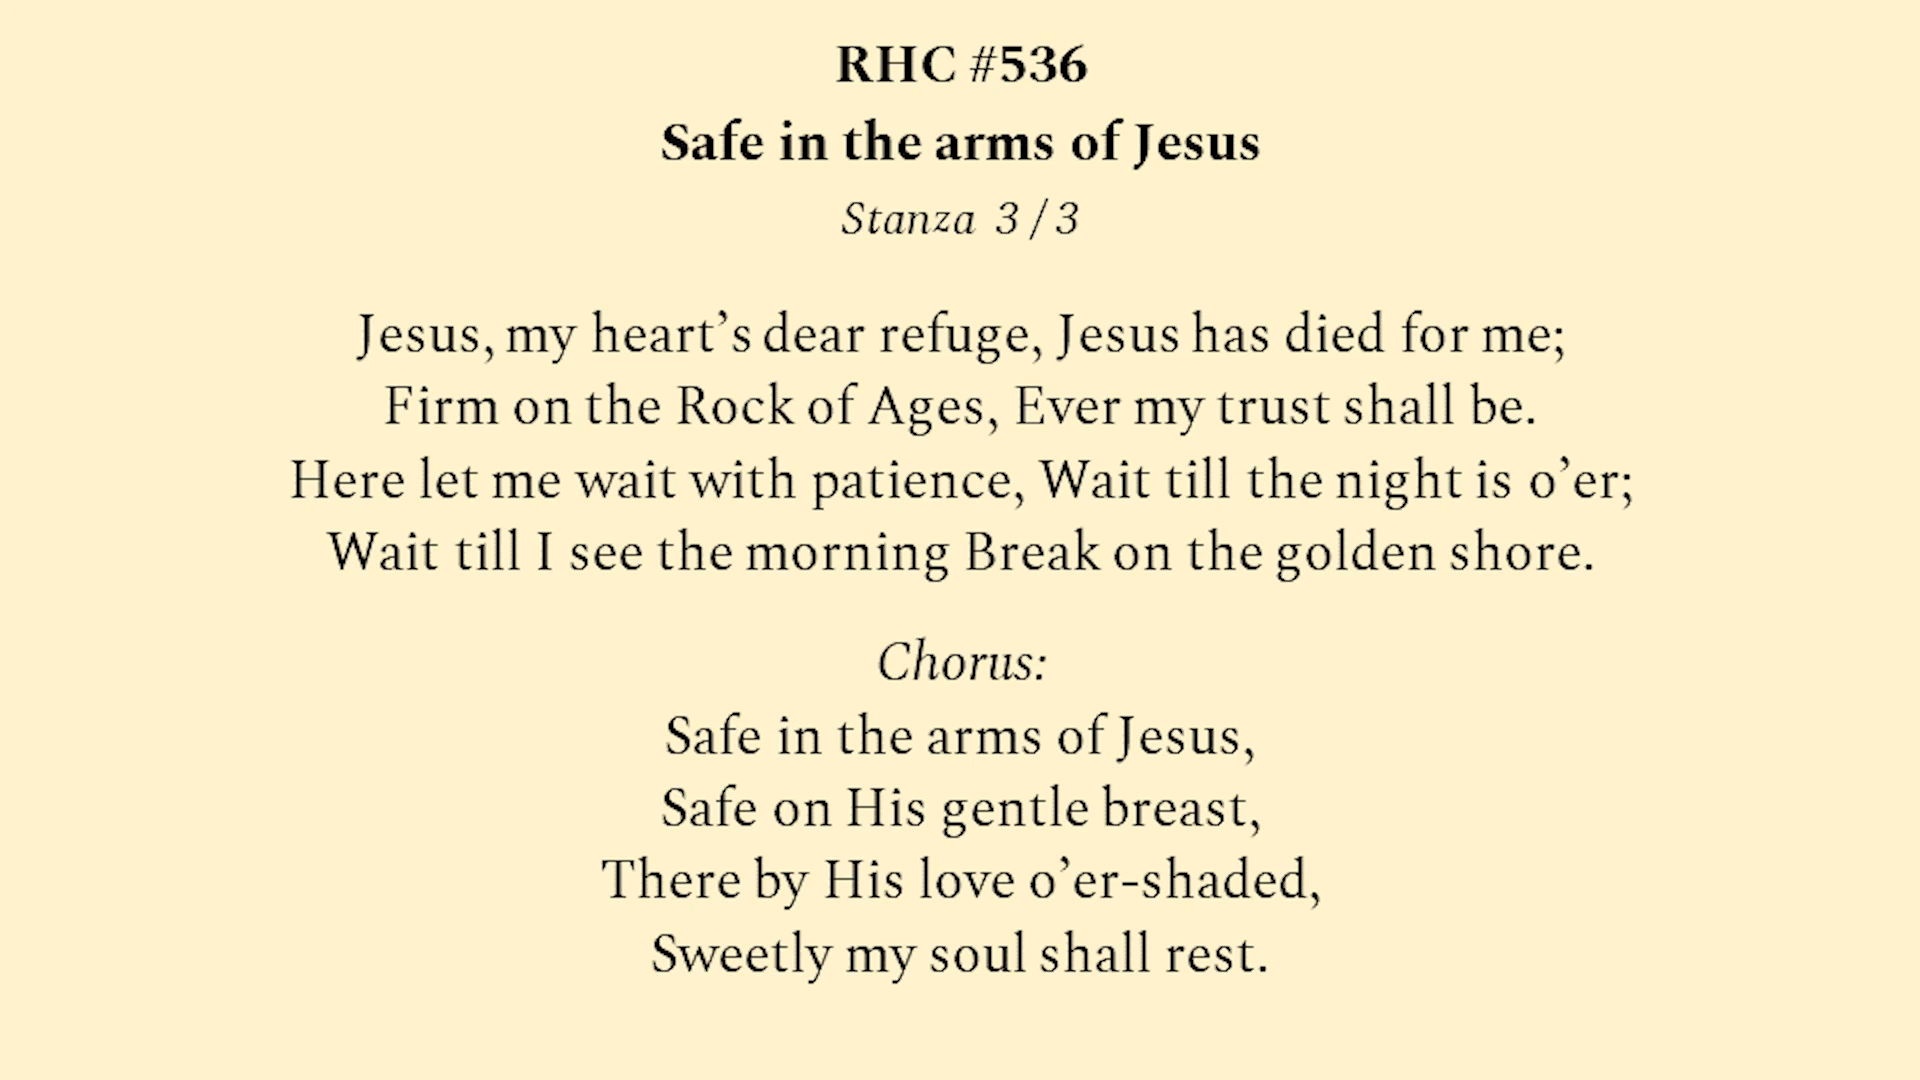 RHC #536
Safe in the arms of Jesus
Stanza 3 / 3
Jesus, my heart’s dear refuge, Jesus has died for me;
Firm on the Rock of Ages, Ever my trust shall be.
Here let me wait with patience, Wait till the night is o’er;
Wait till I see the morning Break on the golden shore.
Chorus:
Safe in the arms of Jesus,
Safe on His gentle breast,
There by His love o’er-shaded,
Sweetly my soul shall rest.